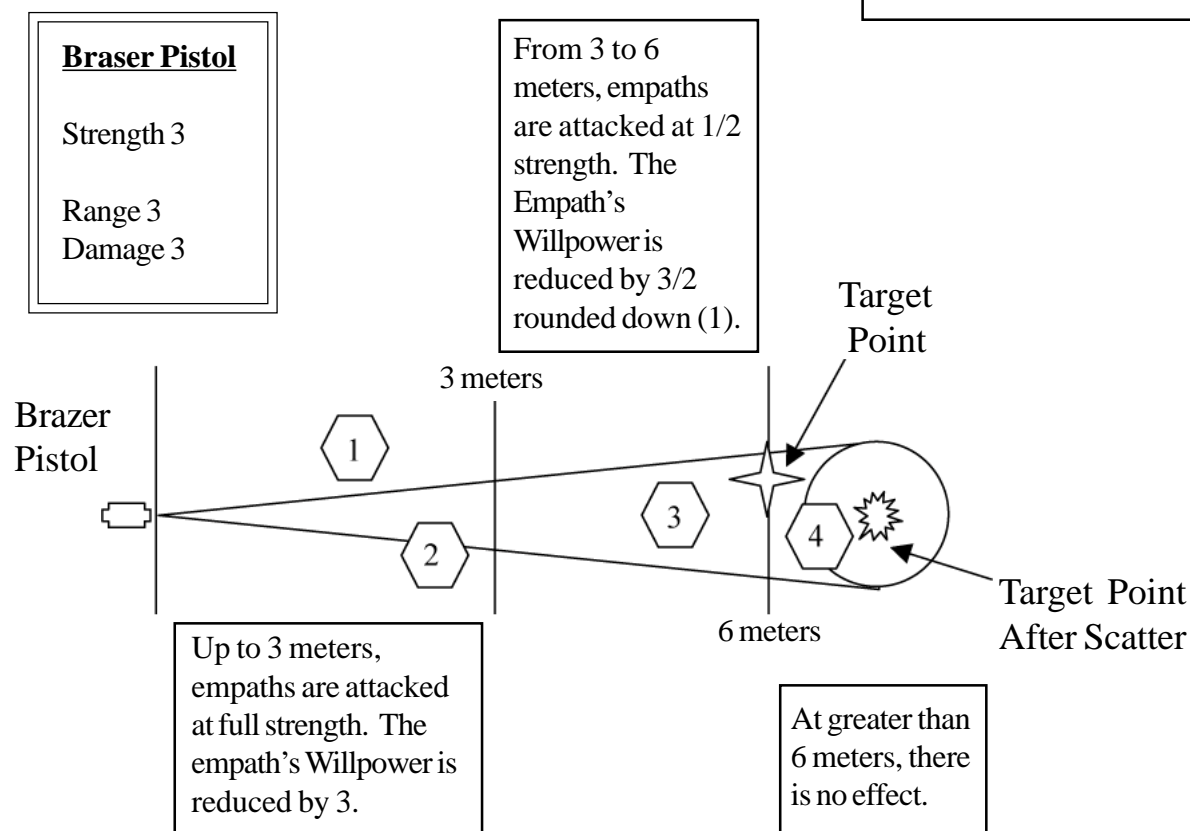 Braser Pistol
Strength 3
Range 3
Damage 3
From 3 to 6
meters, empaths
are attacked at 1/2
strength. The
Empath's
Willpower is
reduced by 3/2
rounded down (1).
Target
Point
3 meters
Brazer
Pistol
1
2
3
4
Target Point
After Scatter
6 meters
Up to 3 meters,
empaths are attacked
at full strength. The
empath's Willpower is
reduced by 3.
At greater than
6 meters, there
is no effect.